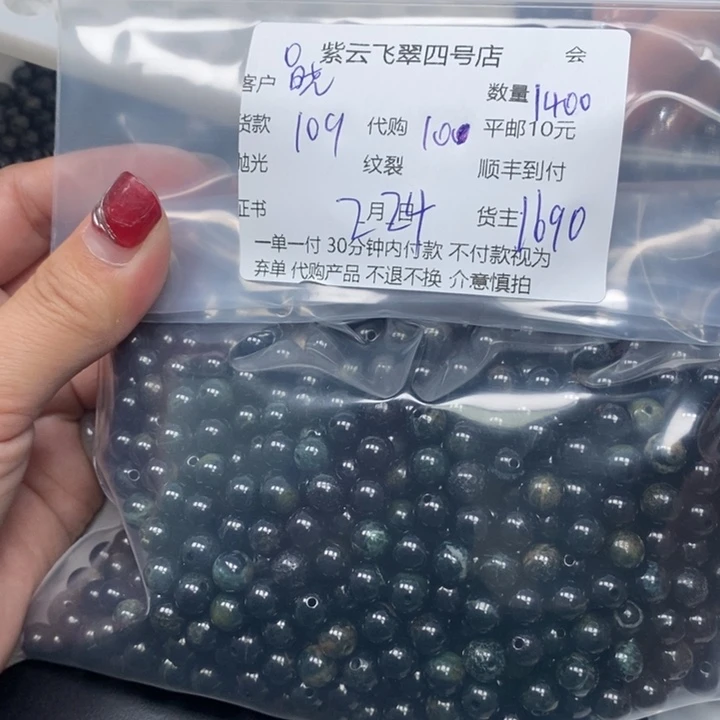 紫云飞翠四号店 会
客户 晓 数量 1400
货款 109 代购 100 平邮10元
抛光 纹裂 顺丰到付
证书 2月24 货主 1690
一单一付 30分钟内付款 不付款视为
弃单 代购产品 不退不换 介意慎拍